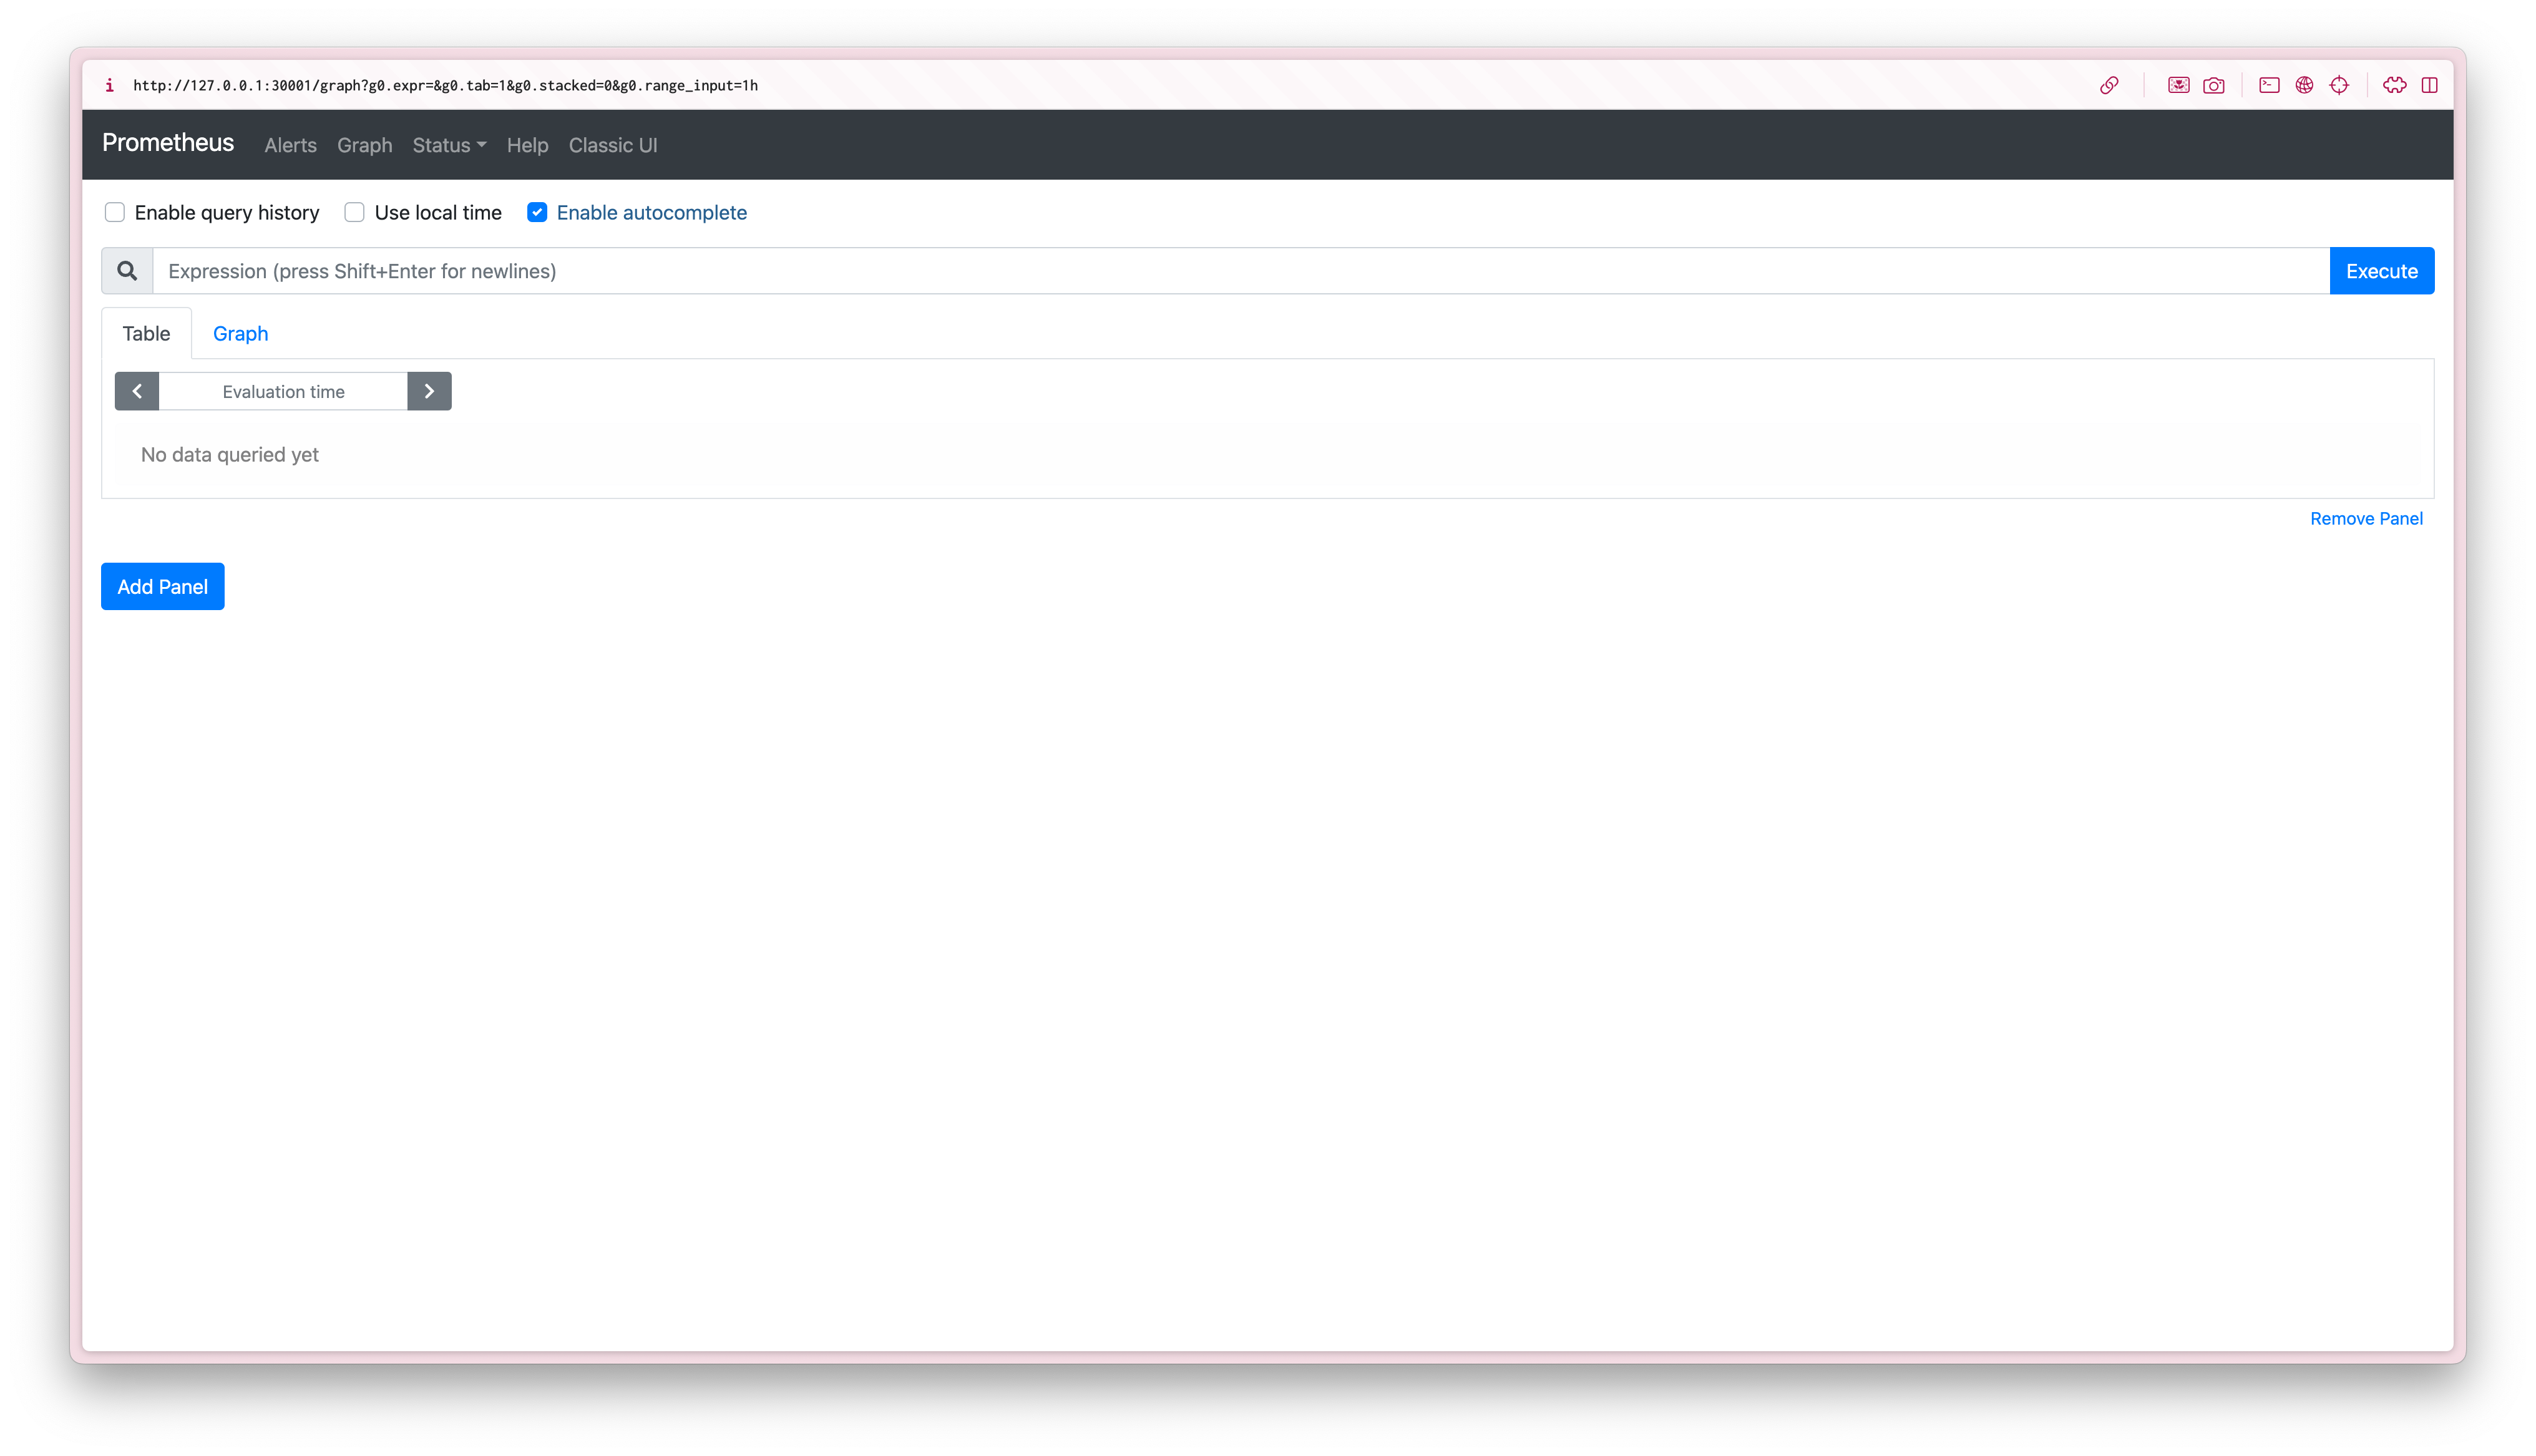 i http://127.0.0.1:30001/graph?g0.expr=&g0.tab=1&g0.stacked=0&g0.range_input=1h
Prometheus Alerts Graph Status Help Classic UI
Enable query history Use local time Enable autocomplete
Expression (press Shift+Enter for newlines) Execute
Table Graph
Evaluation time
No data queried yet
Remove Panel
Add Panel